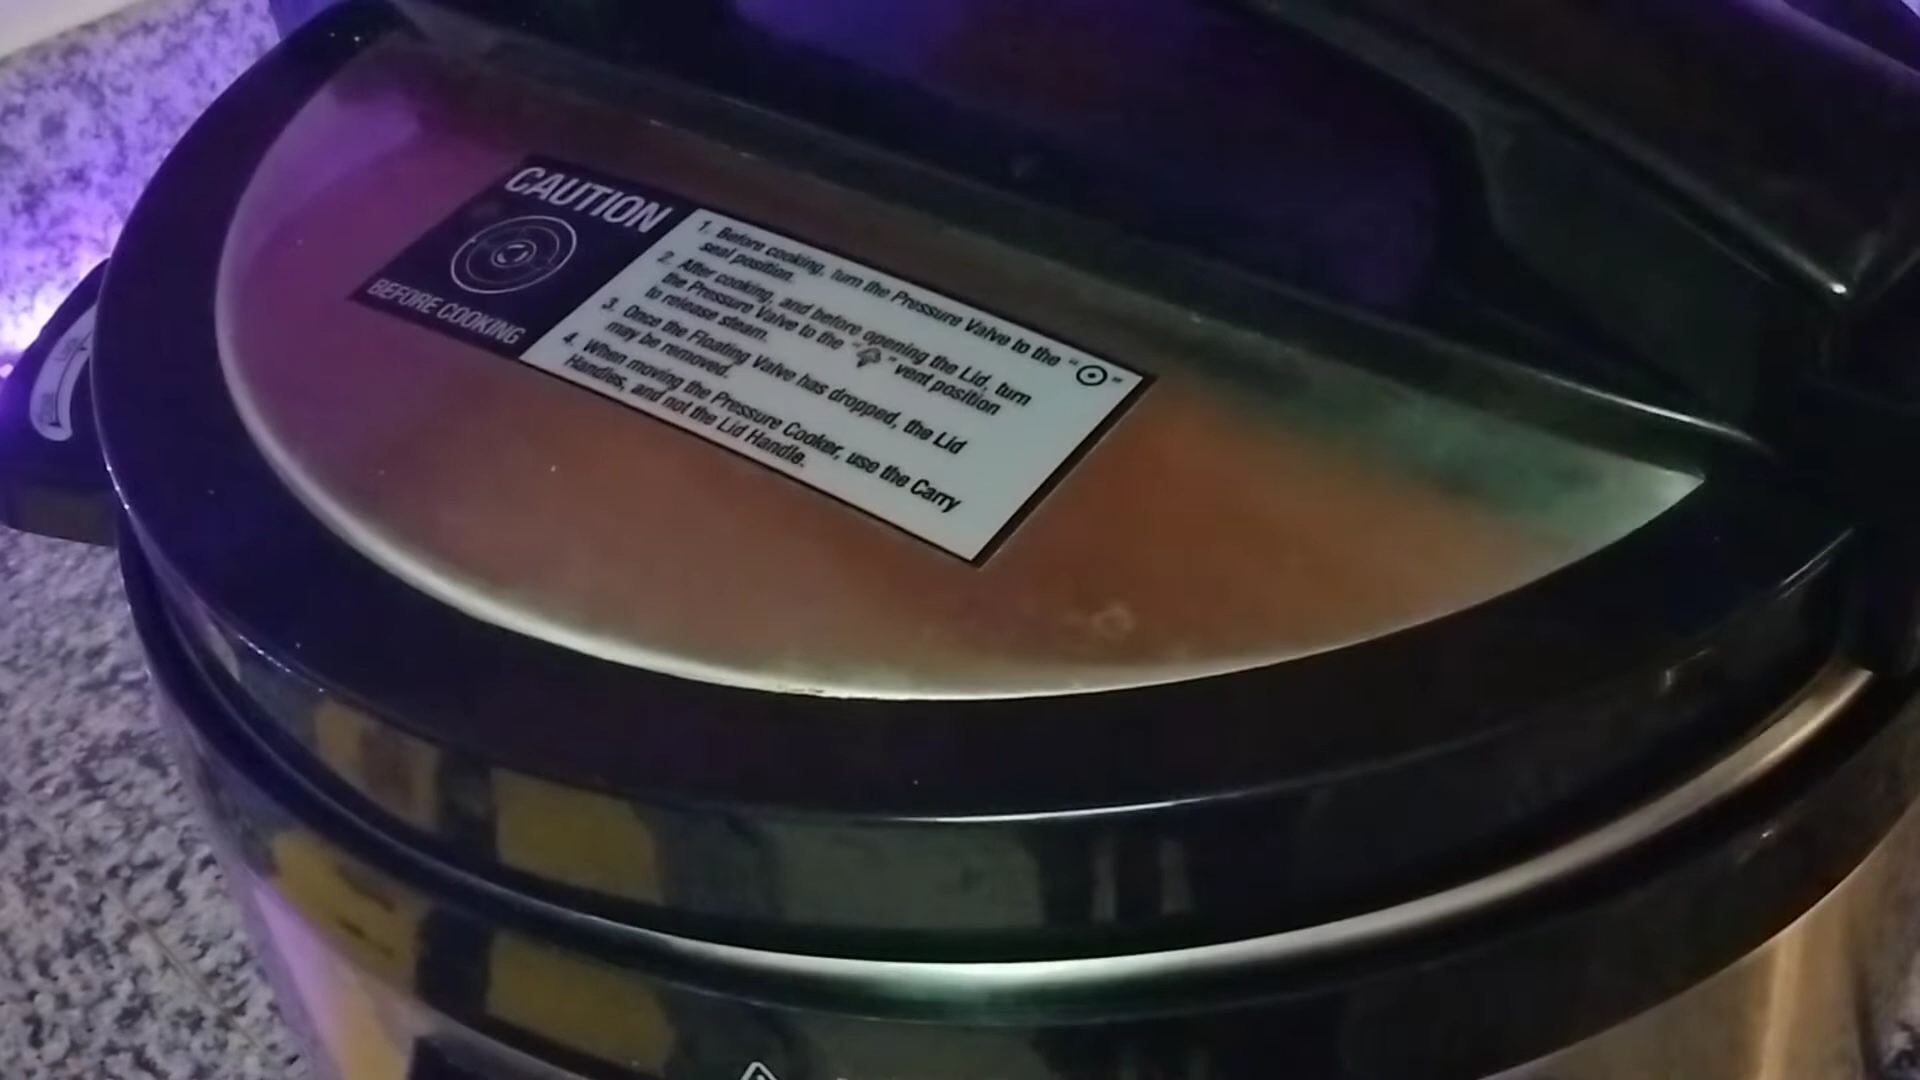 CAUTION
BEFORE COOKING
1. Before cooking, turn the Pressure Valve to the "⊙"
seal position.
2. After cooking, and before opening the Lid, turn
the Pressure Valve to the " " vent position
to release steam.
3. Once the Floating Valve has dropped, the Lid
may be removed.
4. When moving the Pressure Cooker, use the Carry
Handles, and not the Lid Handle.